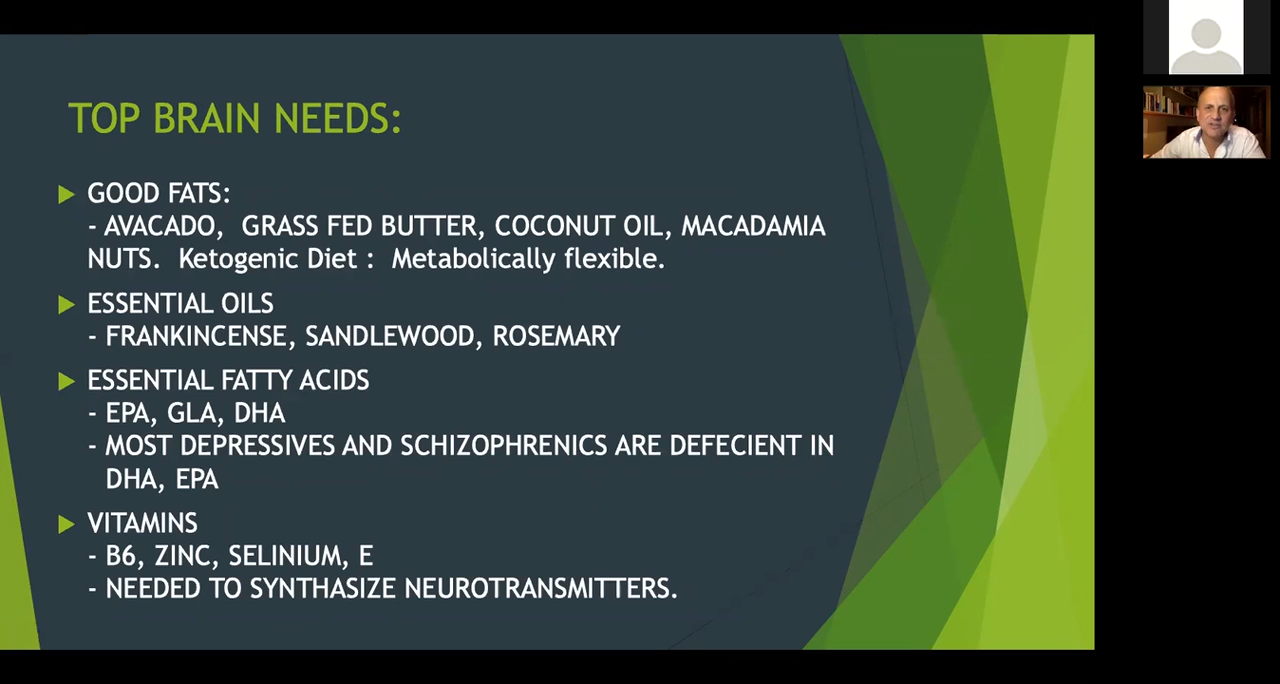 TOP BRAIN NEEDS:
GOOD FATS:
- AVACADO, GRASS FED BUTTER, COCONUT OIL, MACADAMIA
NUTS. Ketogenic Diet : Metabolically flexible.
ESSENTIAL OILS
- FRANKINCENSE, SANDLEWOOD, ROSEMARY
ESSENTIAL FATTY ACIDS
- EPA, GLA, DHA
- MOST DEPRESSIVES AND SCHIZOPHRENICS ARE DEFECIENT IN
DHA, EPA
VITAMINS
- B6, ZINC, SELINIUM, E
- NEEDED TO SYNTHASIZE NEUROTRANSMITTERS.